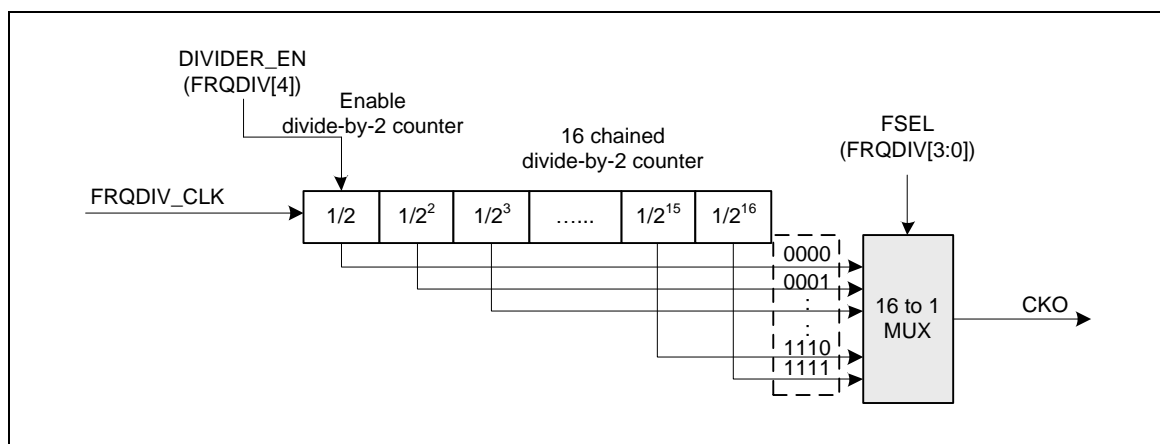 DIVIDER_EN
(FRQDIV[4])
Enable
divide-by-2 counter
16 chained
divide-by-2 counter
FSEL
(FRQDIV[3:0])
FRQDIV_CLK
1/2 1/2² 1/2³ …... 1/2¹⁵ 1/2¹⁶
0000
0001
:
:
1110
1111
16 to 1
MUX
CKO